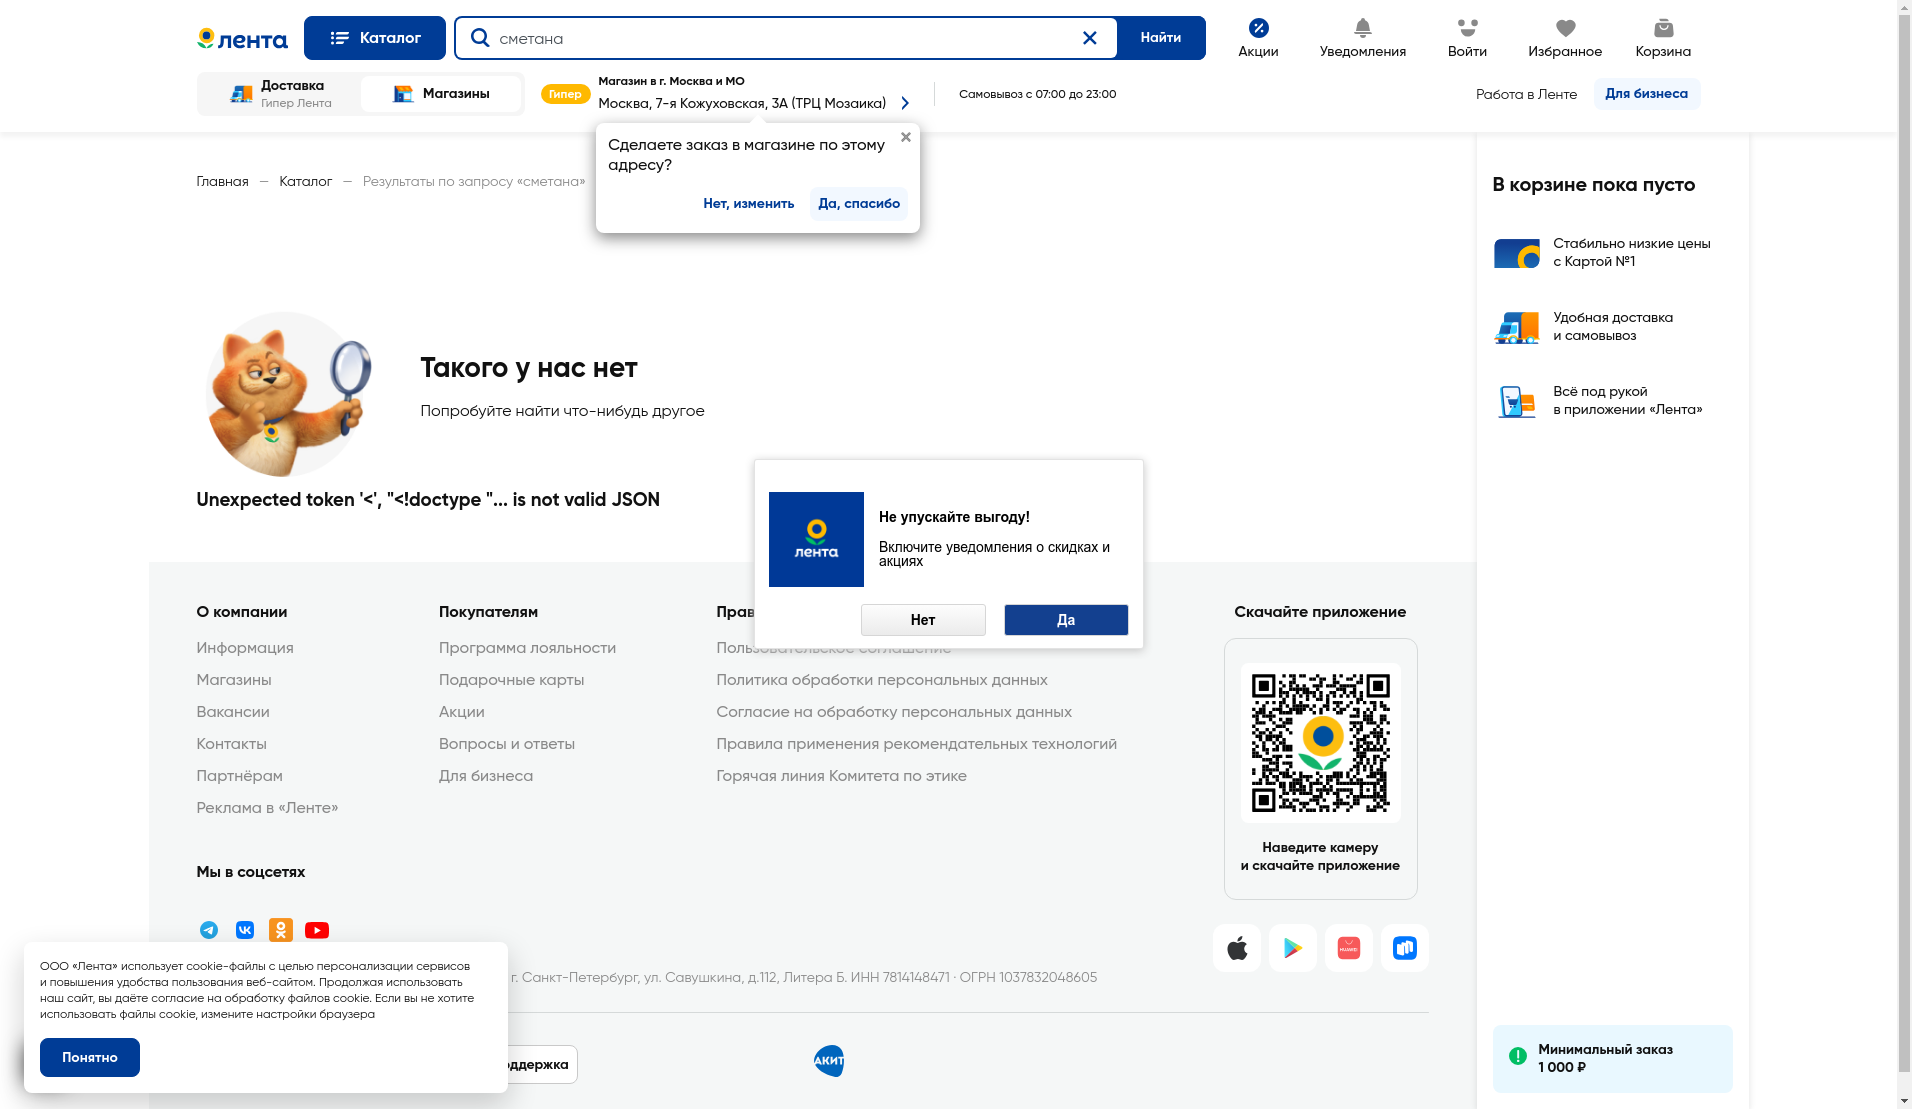 лента
Каталог
сметана
Найти
Акции
Уведомления
Войти
Избранное
Корзина
Доставка
Гипер Лента
Магазины
Гипер
Магазин в г. Москва и МО
Москва, 7-я Кожуховская, 3А (ТРЦ Мозаика)
Самовывоз с 07:00 до 23:00
Работа в Ленте
Для бизнеса
Сделаете заказ в магазине по этому
адресу?
Нет, изменить
Да, спасибо
Главная — Каталог — Результаты по запросу «сметана»
В корзине пока пусто
Стабильно низкие цены
с Картой №1
Удобная доставка
и самовывоз
Всё под рукой
в приложении «Лента»
Такого у нас нет
Попробуйте найти что-нибудь другое
Unexpected token '<', "<!doctype "... is not valid JSON
лента
Не упускайте выгоду!
Включите уведомления о скидках и
акциях
Нет
Да
О компании
Информация
Магазины
Вакансии
Контакты
Партнёрам
Реклама в «Ленте»
Покупателям
Программа лояльности
Подарочные карты
Акции
Вопросы и ответы
Для бизнеса
Пользовательское соглашение
Политика обработки персональных данных
Согласие на обработку персональных данных
Правила применения рекомендательных технологий
Горячая линия Комитета по этике
Скачайте приложение
Наведите камеру
и скачайте приложение
Мы в соцсетях
г. Санкт-Петербург, ул. Савушкина, д.112, Литера Б. ИНН 7814148471 · ОГРН 1037832048605
АКИТ
ООО «Лента» использует cookie-файлы с целью персонализации сервисов
и повышения удобства пользования веб-сайтом. Продолжая использовать
наш сайт, вы даёте согласие на обработку файлов cookie. Если вы не хотите
использовать файлы cookie, измените настройки браузера
Понятно
Минимальный заказ
1 000 ₽